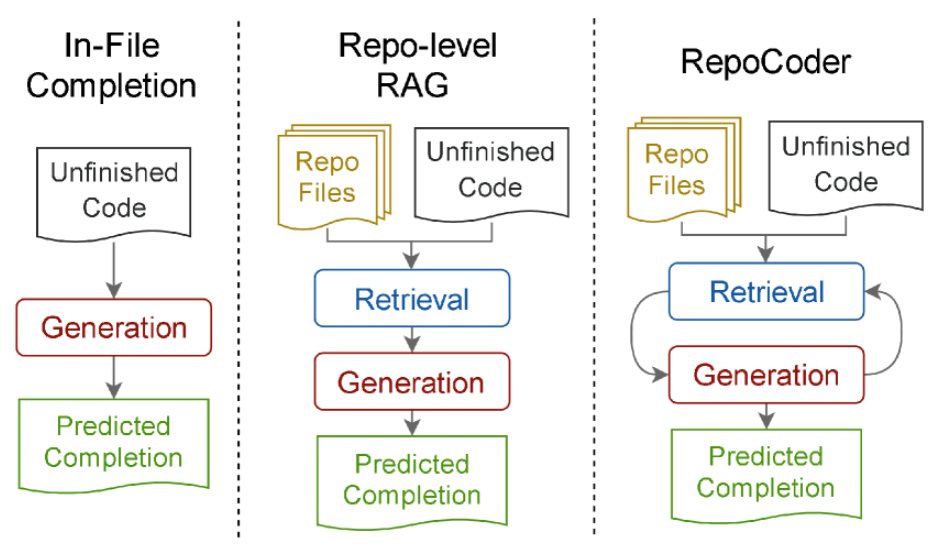 In-File
Completion
Unfinished
Code
Generation
Predicted
Completion
Repo-level
RAG
Repo
Files
Unfinished
Code
Retrieval
Generation
Predicted
Completion
RepoCoder
Repo
Files
Unfinished
Code
Retrieval
Generation
Predicted
Completion